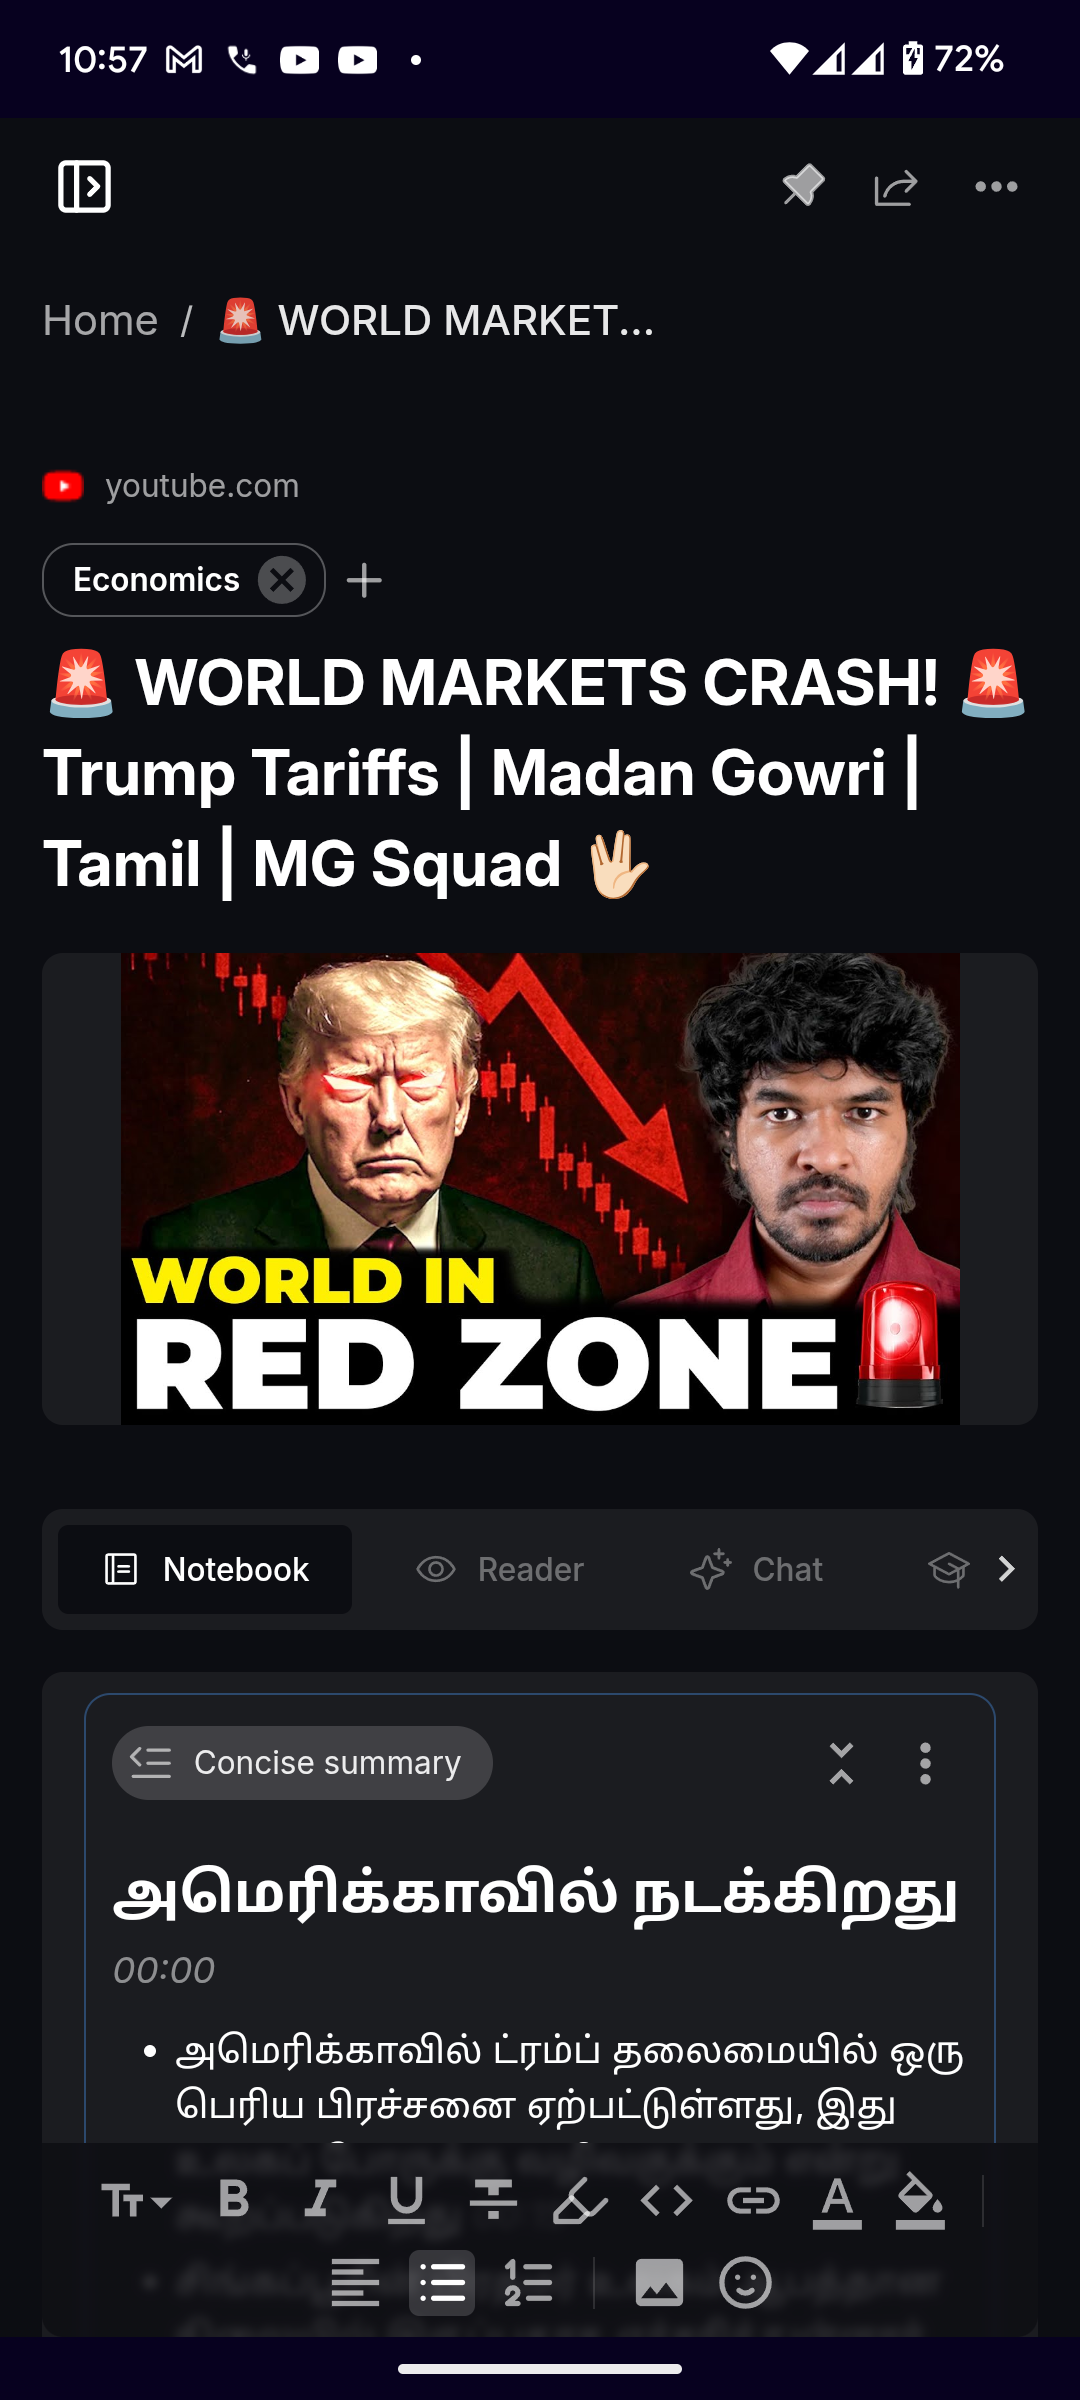 10:57
72%
Home / 🚨 WORLD MARKET...
youtube.com
Economics
🚨 WORLD MARKETS CRASH! 🚨
Trump Tariffs | Madan Gowri |
Tamil | MG Squad 🖖🏻
WORLD IN
RED ZONE
Notebook Reader Chat
Concise summary
அமெரிக்காவில் நடக்கிறது
00:00
• அமெரிக்காவில் ட்ரம்ப் தலைமையில் ஒரு
பெரிய பிரச்சனை ஏற்பட்டுள்ளது, இது